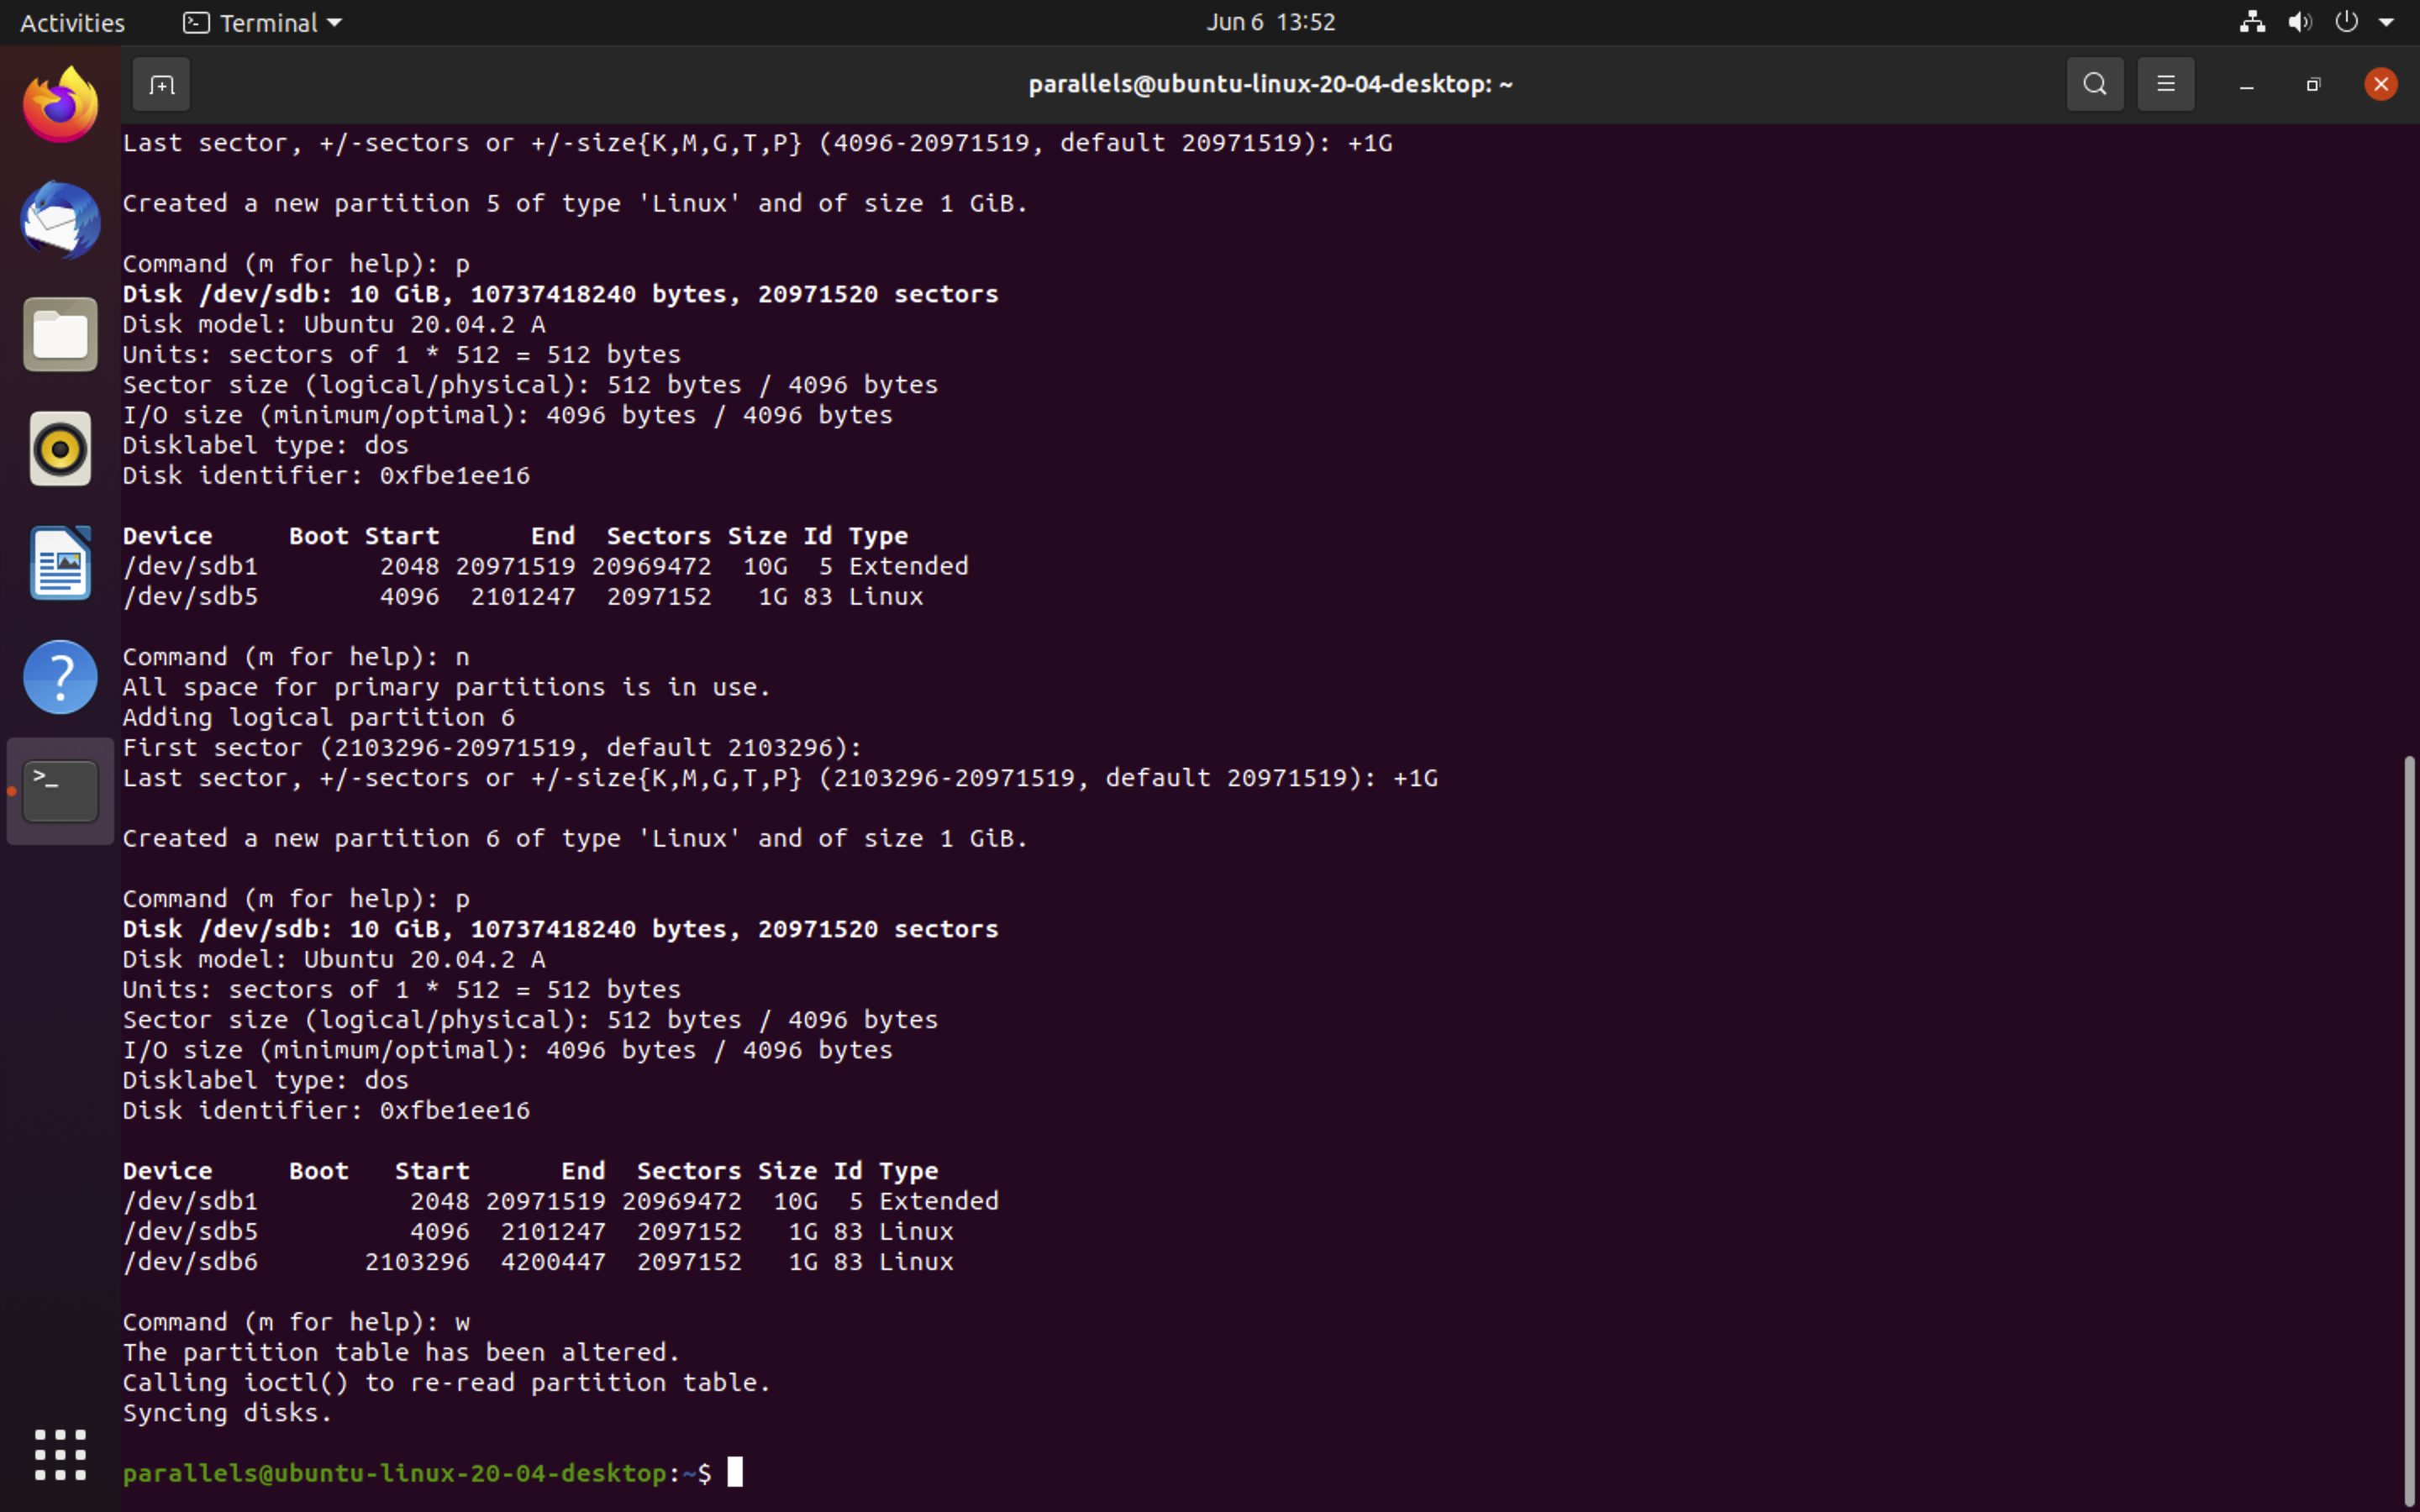 Activities
Terminal
Jun 6 13:52
parallels@ubuntu-linux-20-04-desktop: ~
Last sector, +/-sectors or +/-size{K,M,G,T,P} (4096-20971519, default 20971519): +1G
Created a new partition 5 of type 'Linux' and of size 1 GiB.
Command (m for help): p
Disk /dev/sdb: 10 GiB, 10737418240 bytes, 20971520 sectors
Disk model: Ubuntu 20.04.2 A
Units: sectors of 1 * 512 = 512 bytes
Sector size (logical/physical): 512 bytes / 4096 bytes
I/O size (minimum/optimal): 4096 bytes / 4096 bytes
Disklabel type: dos
Disk identifier: 0xfbe1ee16
Device     Boot Start      End  Sectors Size Id Type
/dev/sdb1        2048 20971519 20969472  10G  5 Extended
/dev/sdb5        4096  2101247  2097152   1G 83 Linux
Command (m for help): n
All space for primary partitions is in use.
Adding logical partition 6
First sector (2103296-20971519, default 2103296):
Last sector, +/-sectors or +/-size{K,M,G,T,P} (2103296-20971519, default 20971519): +1G
Created a new partition 6 of type 'Linux' and of size 1 GiB.
Command (m for help): p
Disk /dev/sdb: 10 GiB, 10737418240 bytes, 20971520 sectors
Disk model: Ubuntu 20.04.2 A
Units: sectors of 1 * 512 = 512 bytes
Sector size (logical/physical): 512 bytes / 4096 bytes
I/O size (minimum/optimal): 4096 bytes / 4096 bytes
Disklabel type: dos
Disk identifier: 0xfbe1ee16
Device     Boot   Start      End  Sectors Size Id Type
/dev/sdb1          2048 20971519 20969472  10G  5 Extended
/dev/sdb5          4096  2101247  2097152   1G 83 Linux
/dev/sdb6       2103296  4200447  2097152   1G 83 Linux
Command (m for help): w
The partition table has been altered.
Calling ioctl() to re-read partition table.
Syncing disks.
parallels@ubuntu-linux-20-04-desktop:~$